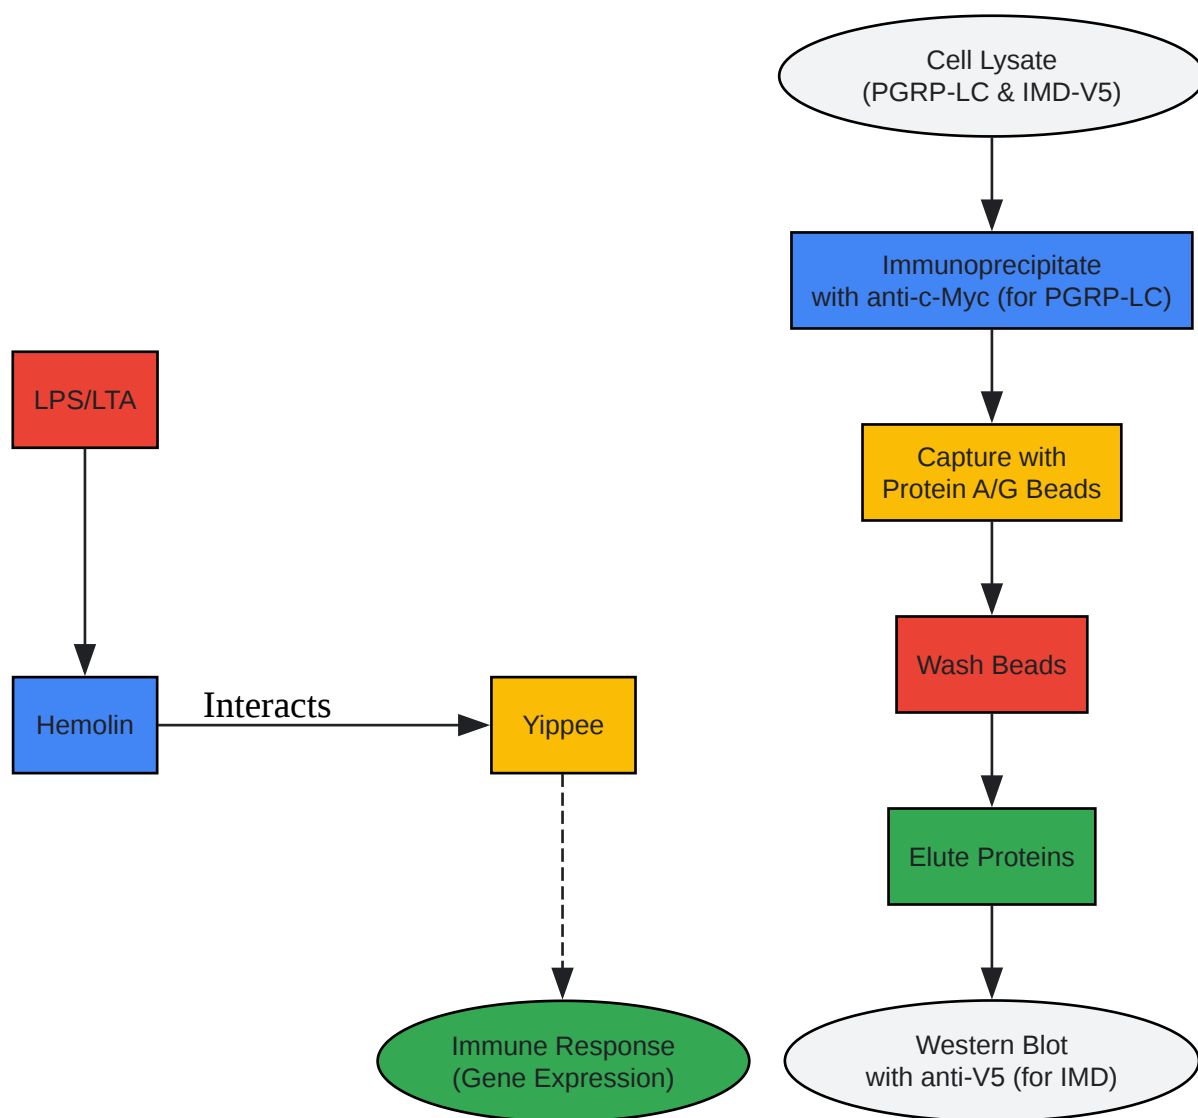 LPS/LTA
Hemolin
Interacts
Yippee
Immune Response
(Gene Expression)
Cell Lysate
(PGRP-LC & IMD-V5)
Immunoprecipitate
with anti-c-Myc (for PGRP-LC)
Capture with
Protein A/G Beads
Wash Beads
Elute Proteins
Western Blot
with anti-V5 (for IMD)